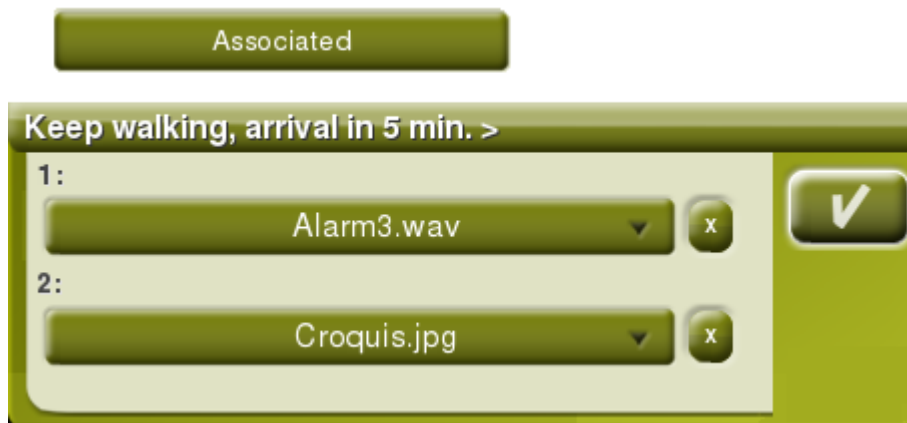 Associated
Keep walking, arrival in 5 min. >
1:
Alarm3.wav
x
2:
Croquis.jpg
x